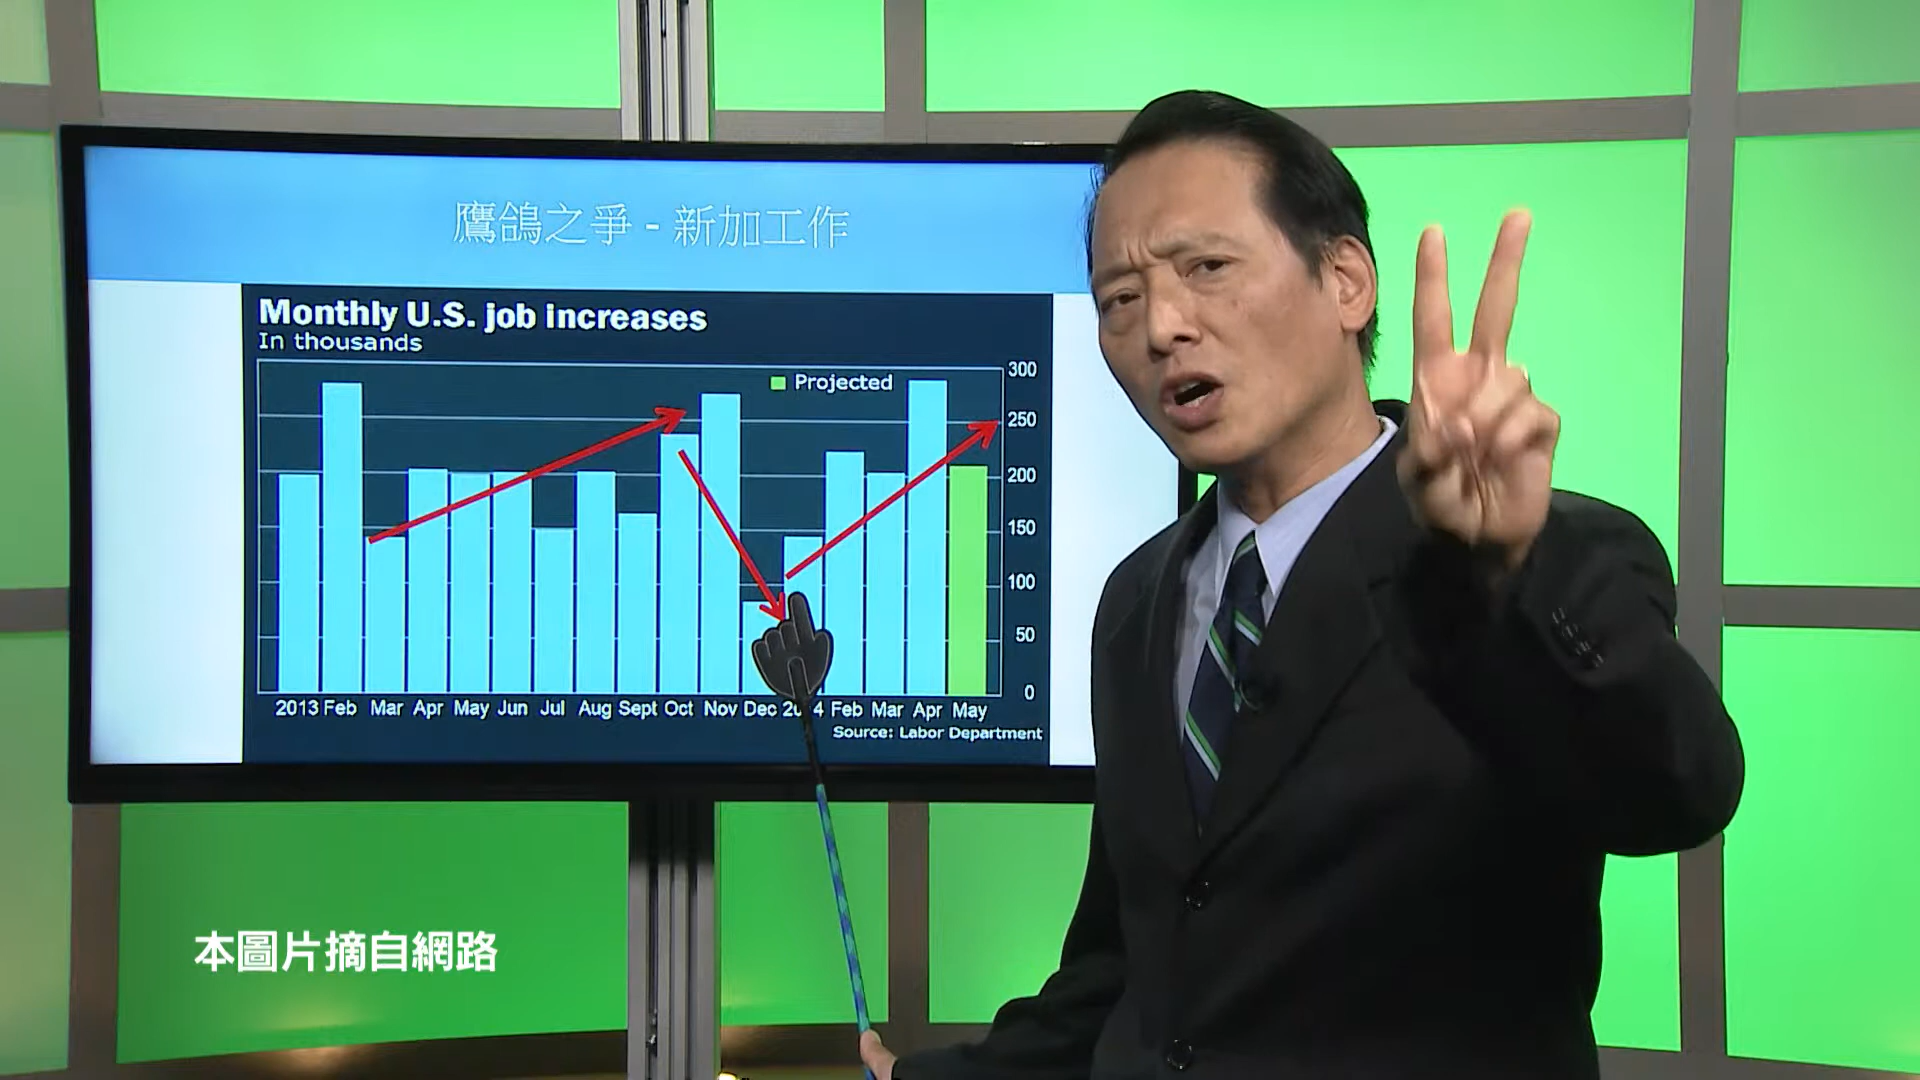 鷹鴿之爭 - 新加工作
Monthly U.S. job increases
In thousands
Projected
300
250
200
150
100
50
0
2013 Feb Mar Apr May Jun Jul Aug Sept Oct Nov Dec Feb Mar Apr May
Source: Labor Department
本圖片摘自網路